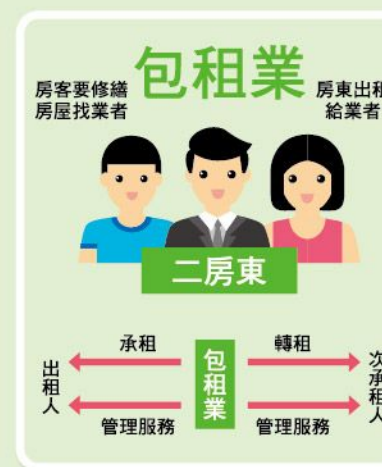 包租業
房客要修繕
房屋找業者
房東出租
給業者
二房東
承租
轉租
出租人
包租業
次承租人
管理服務
管理服務